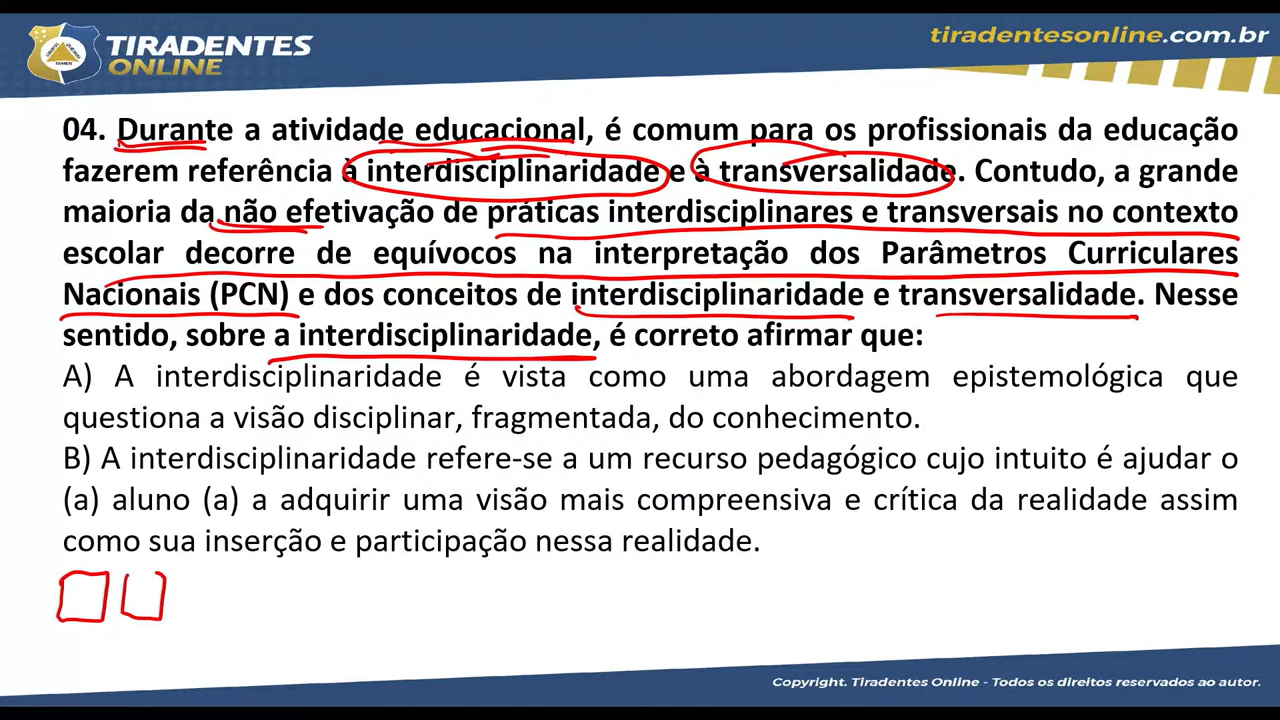 TIRADENTES
ONLINE
tiradentesonline.com.br
04. Durante a atividade educacional, é comum para os profissionais da educação
fazerem referência à interdisciplinaridade e à transversalidade. Contudo, a grande
maioria da não efetivação de práticas interdisciplinares e transversais no contexto
escolar decorre de equívocos na interpretação dos Parâmetros Curriculares
Nacionais (PCN) e dos conceitos de interdisciplinaridade e transversalidade. Nesse
sentido, sobre a interdisciplinaridade, é correto afirmar que:
A) A interdisciplinaridade é vista como uma abordagem epistemológica que
questiona a visão disciplinar, fragmentada, do conhecimento.
B) A interdisciplinaridade refere-se a um recurso pedagógico cujo intuito é ajudar o
(a) aluno (a) a adquirir uma visão mais compreensiva e crítica da realidade assim
como sua inserção e participação nessa realidade.
Copyright. Tiradentes Online - Todos os direitos reservados ao autor.